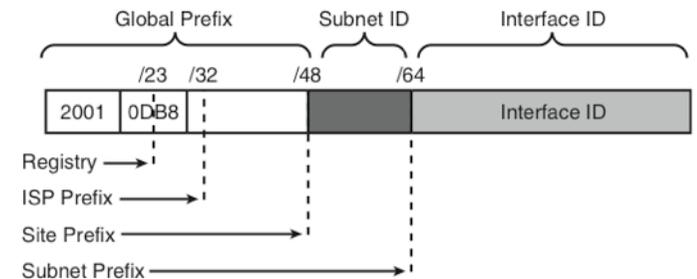 Global Prefix Subnet ID Interface ID
/23 /32 /48 /64
2001 0DB8 Interface ID
Registry
ISP Prefix
Site Prefix
Subnet Prefix